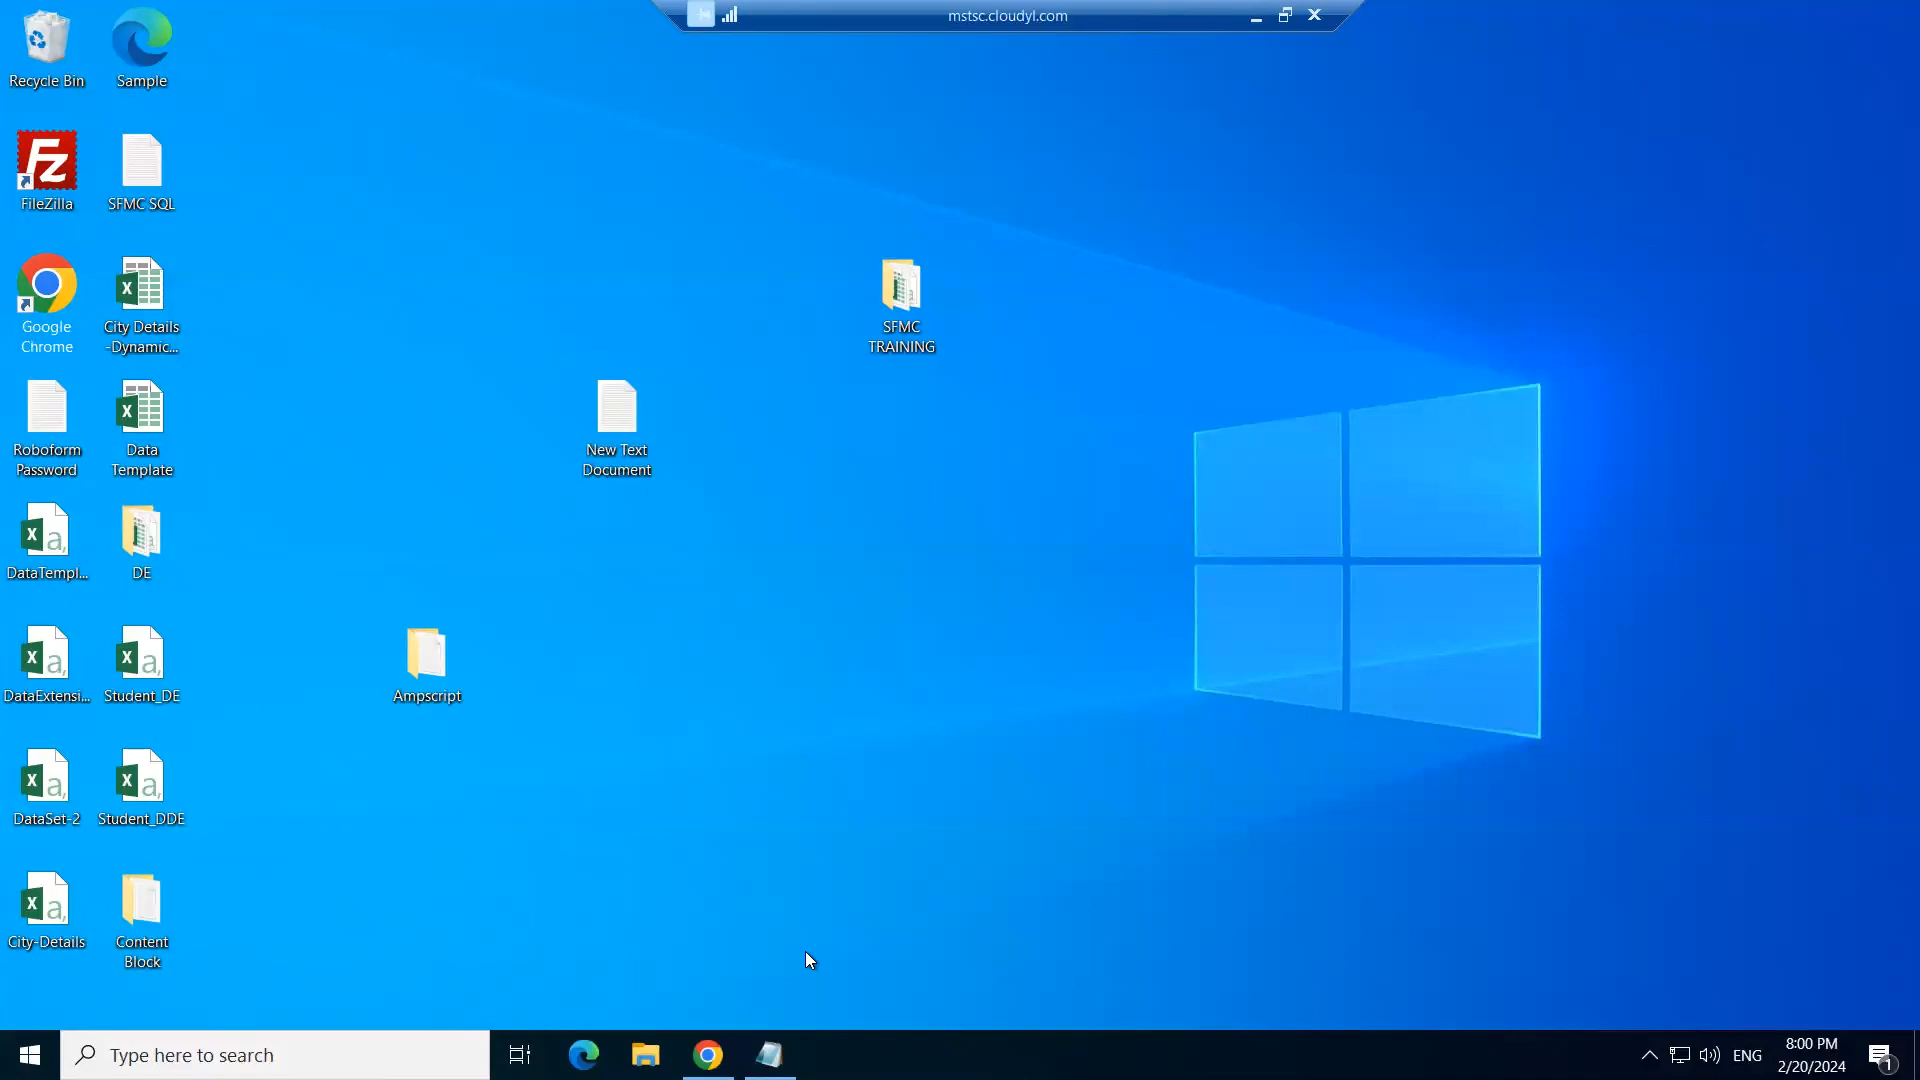 mstsc.cloudyl.com
Recycle Bin
Sample
FileZilla
SFMC SQL
Google
Chrome
City Details
-Dynamic...
SFMC
TRAINING
Roboform
Password
Data
Template
New Text
Document
DataTempl...
DE
DataExtensi...
Student_DE
Ampscript
DataSet-2
Student_DDE
City-Details
Content
Block
Type here to search
ENG
8:00 PM
2/20/2024
1